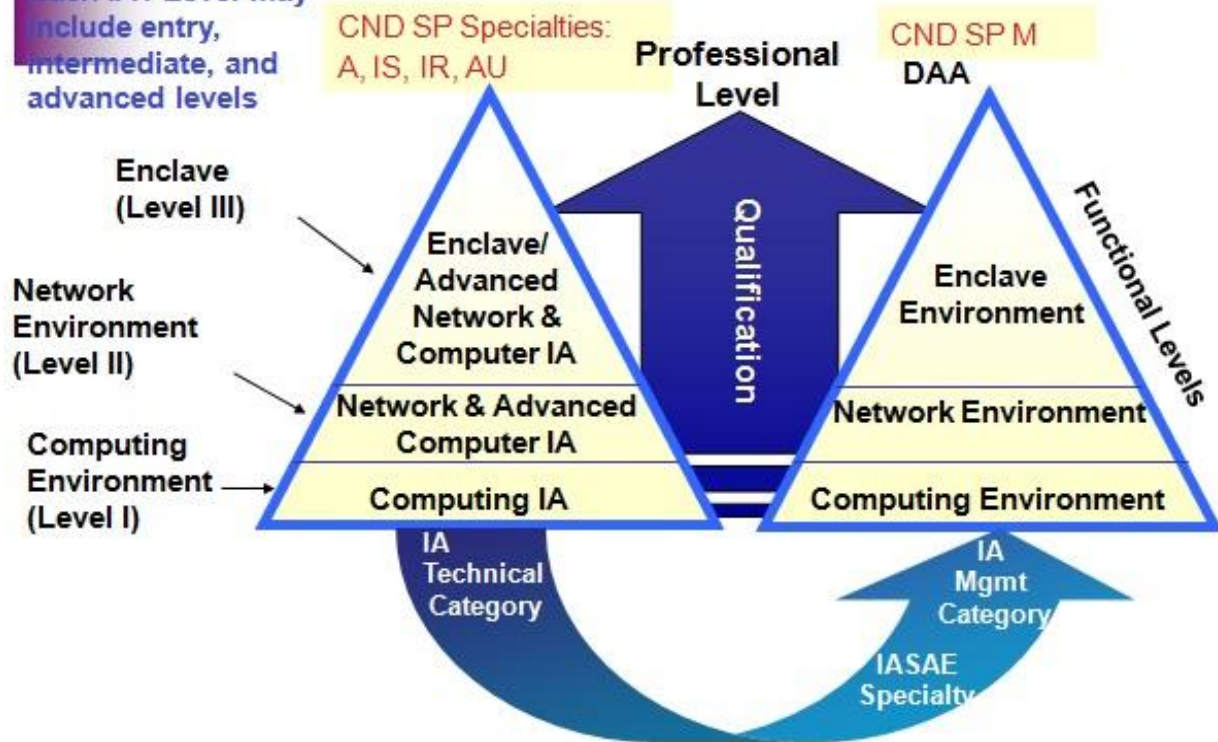 include entry,
intermediate, and
advanced levels
CND SP Specialties:
A, IS, IR, AU
Professional
Level
CND SP M
DAA
Enclave
(Level III)
Network
Environment
(Level II)
Computing
Environment
(Level I)
Enclave/
Advanced
Network &
Computer IA
Network & Advanced
Computer IA
Computing IA
Qualification
Enclave
Environment
Network Environment
Computing Environment
Functional Levels
IA
Technical
Category
IA
Mgmt
Category
IASAE
Specialty